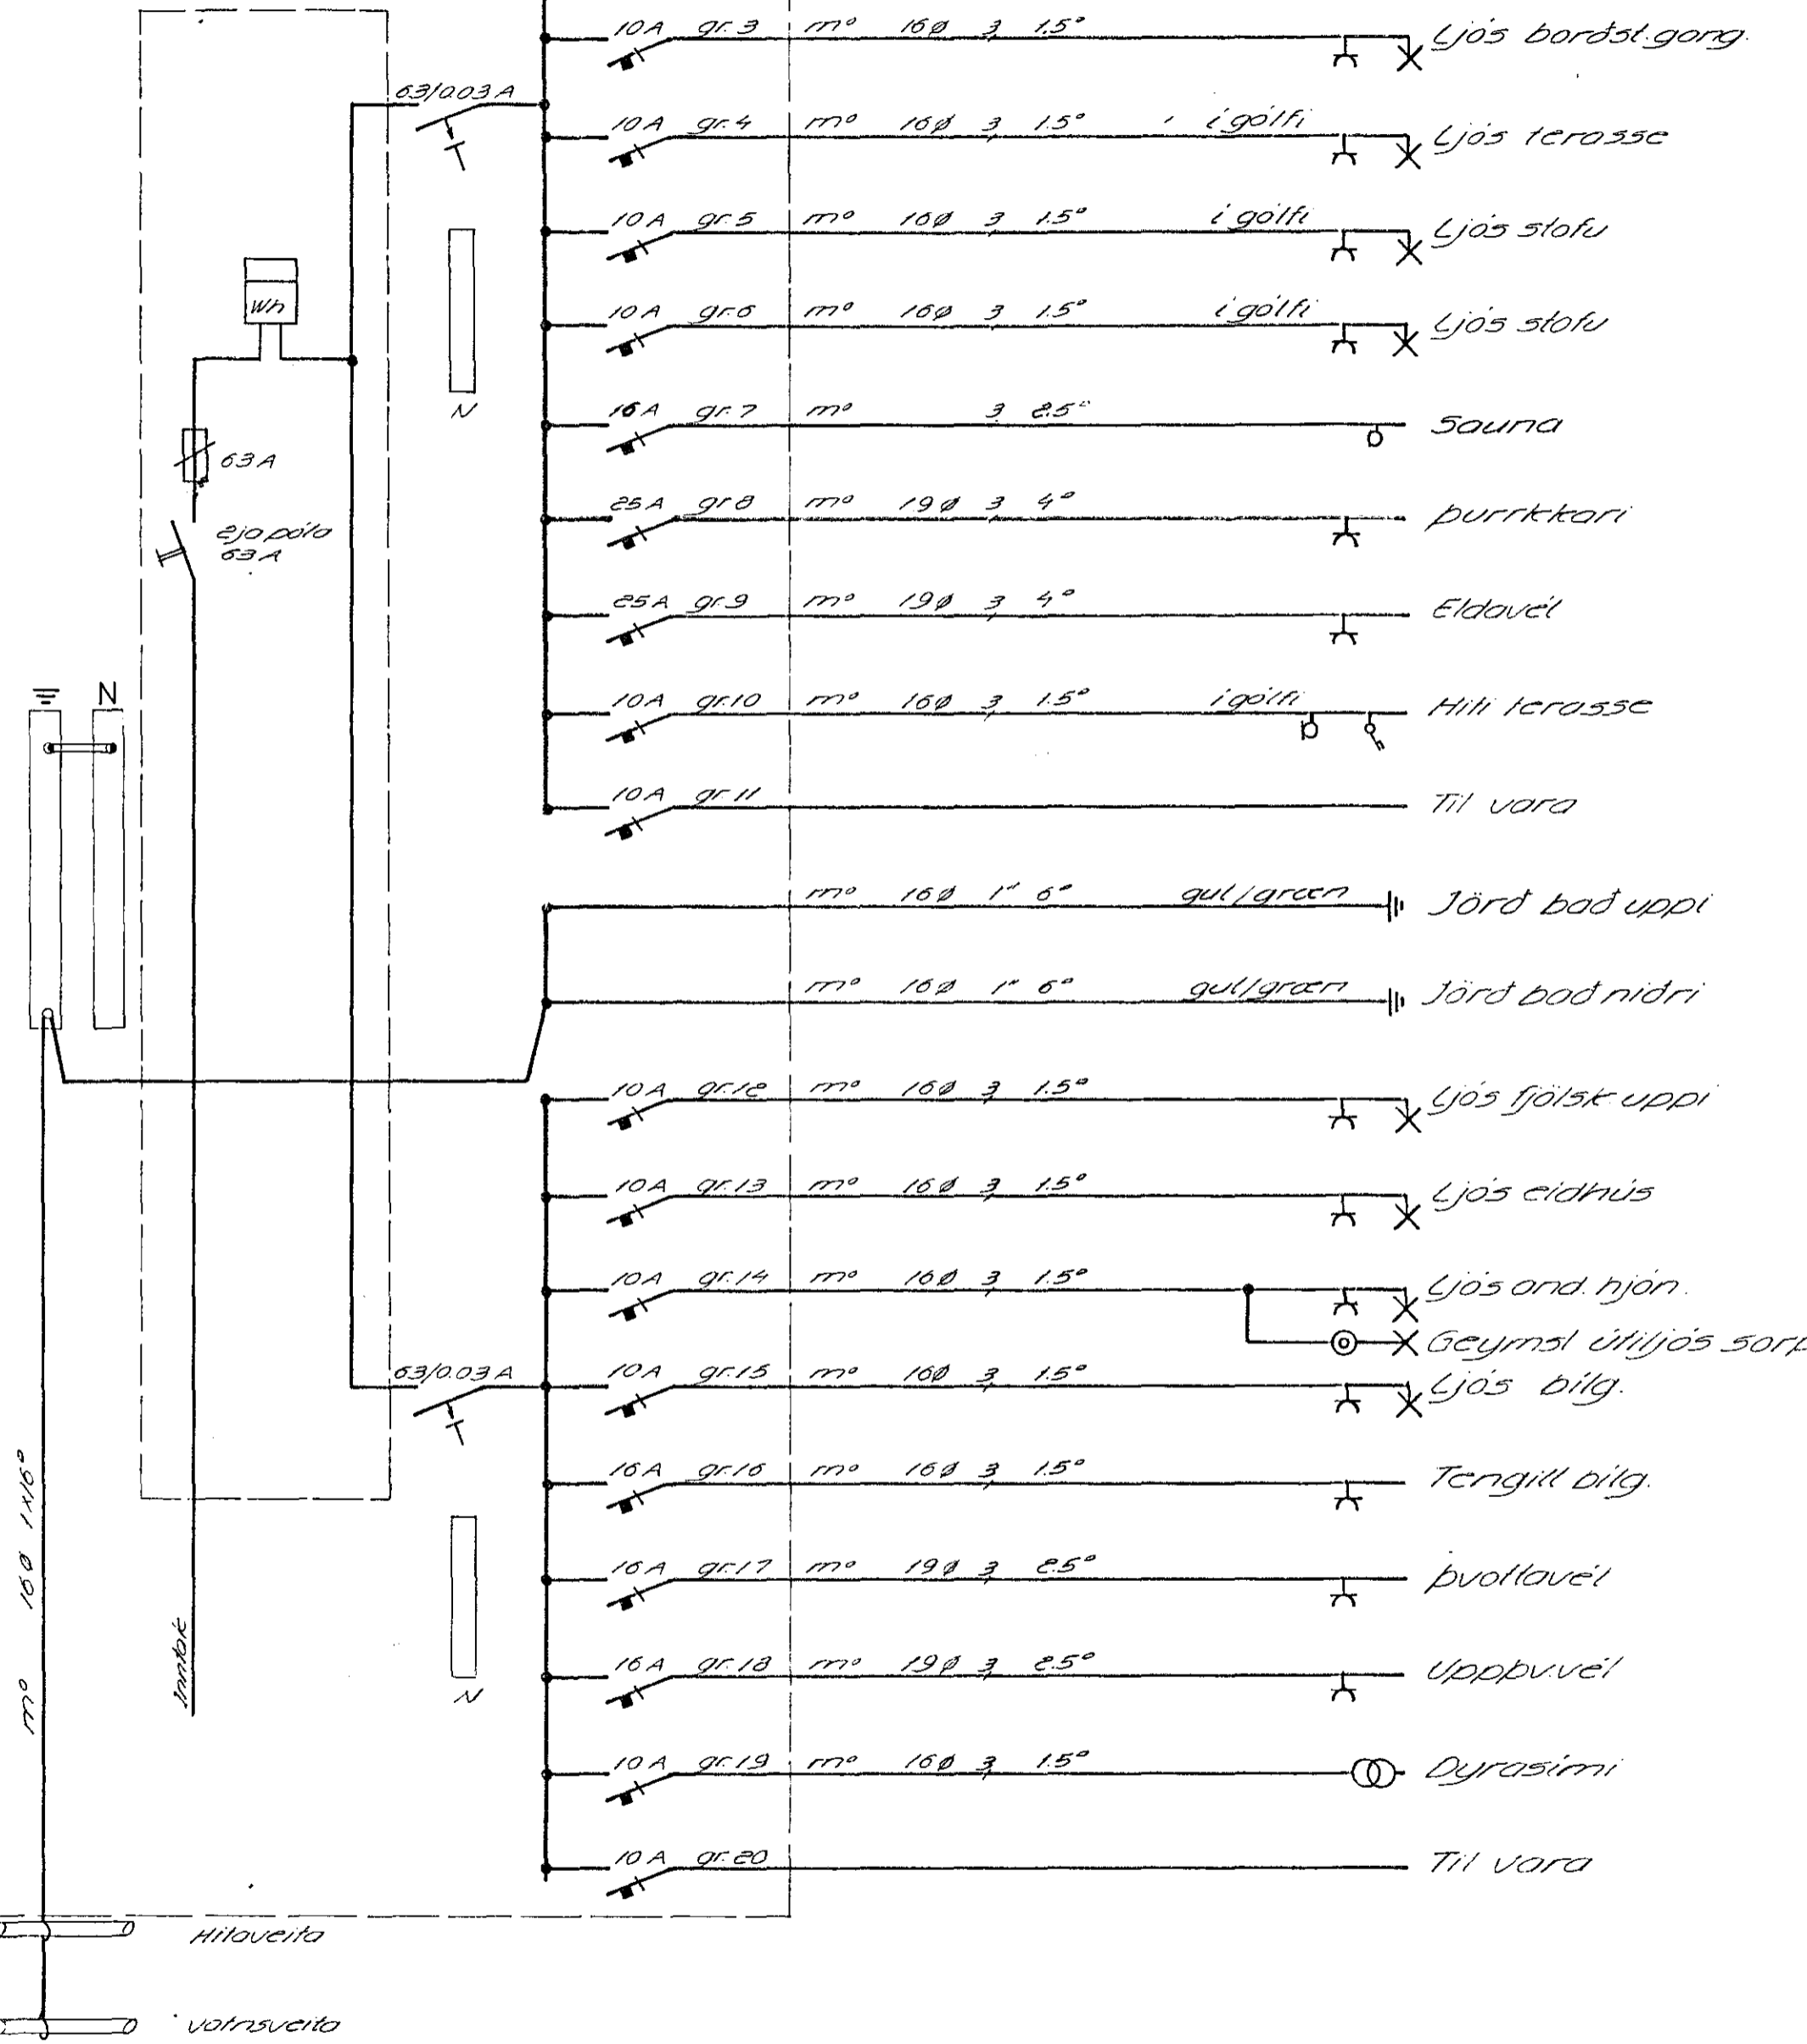 10A gr.3 m° 16ø 3 1.5° Ljós borðst.gang.
63/0.03 A
10A gr.4 m° 16ø 3 1.5° í gólfi Ljós terasse
10A gr.5 m° 16ø 3 1.5° í gólfi Ljós stofu
Wh
10A gr.6 m° 16ø 3 1.5° í gólfi Ljós stofu
N
16A gr.7 m° 3 2.5° Sauna
63A
25A gr.8 m° 19ø 3 4° þurrkkari
2ja póla
63A
25A gr.9 m° 19ø 3 4° Eldavél
N
10A gr.10 m° 16ø 3 1.5° í gólfi Hiti terasse
10A gr.11 Til vara
m° 16ø 1" 6° gul/græn Jörð bað uppi
m° 16ø 1" 6° gul/græn Jörð bað niðri
10A gr.12 m° 16ø 3 1.5° Ljós fjölsk.uppi
10A gr.13 m° 16ø 3 1.5° Ljós eldhús
10A gr.14 m° 16ø 3 1.5° Ljós and. hjón.
Geymsl útiljós sorp
63/0.03 A
10A gr.15 m° 16ø 3 1.5° Ljós bílg.
16A gr.16 m° 16ø 3 1.5° Tengill bílg.
m° 16ø 1x16°
16A gr.17 m° 19ø 3 2.5° þvottavél
Inntak
16A gr.18 m° 19ø 3 2.5° Uppþv.vél
N
10A gr.19 m° 16ø 3 1.5° Dyrasími
10A gr.20 Til vara
Hitaveita
Vatnsveita